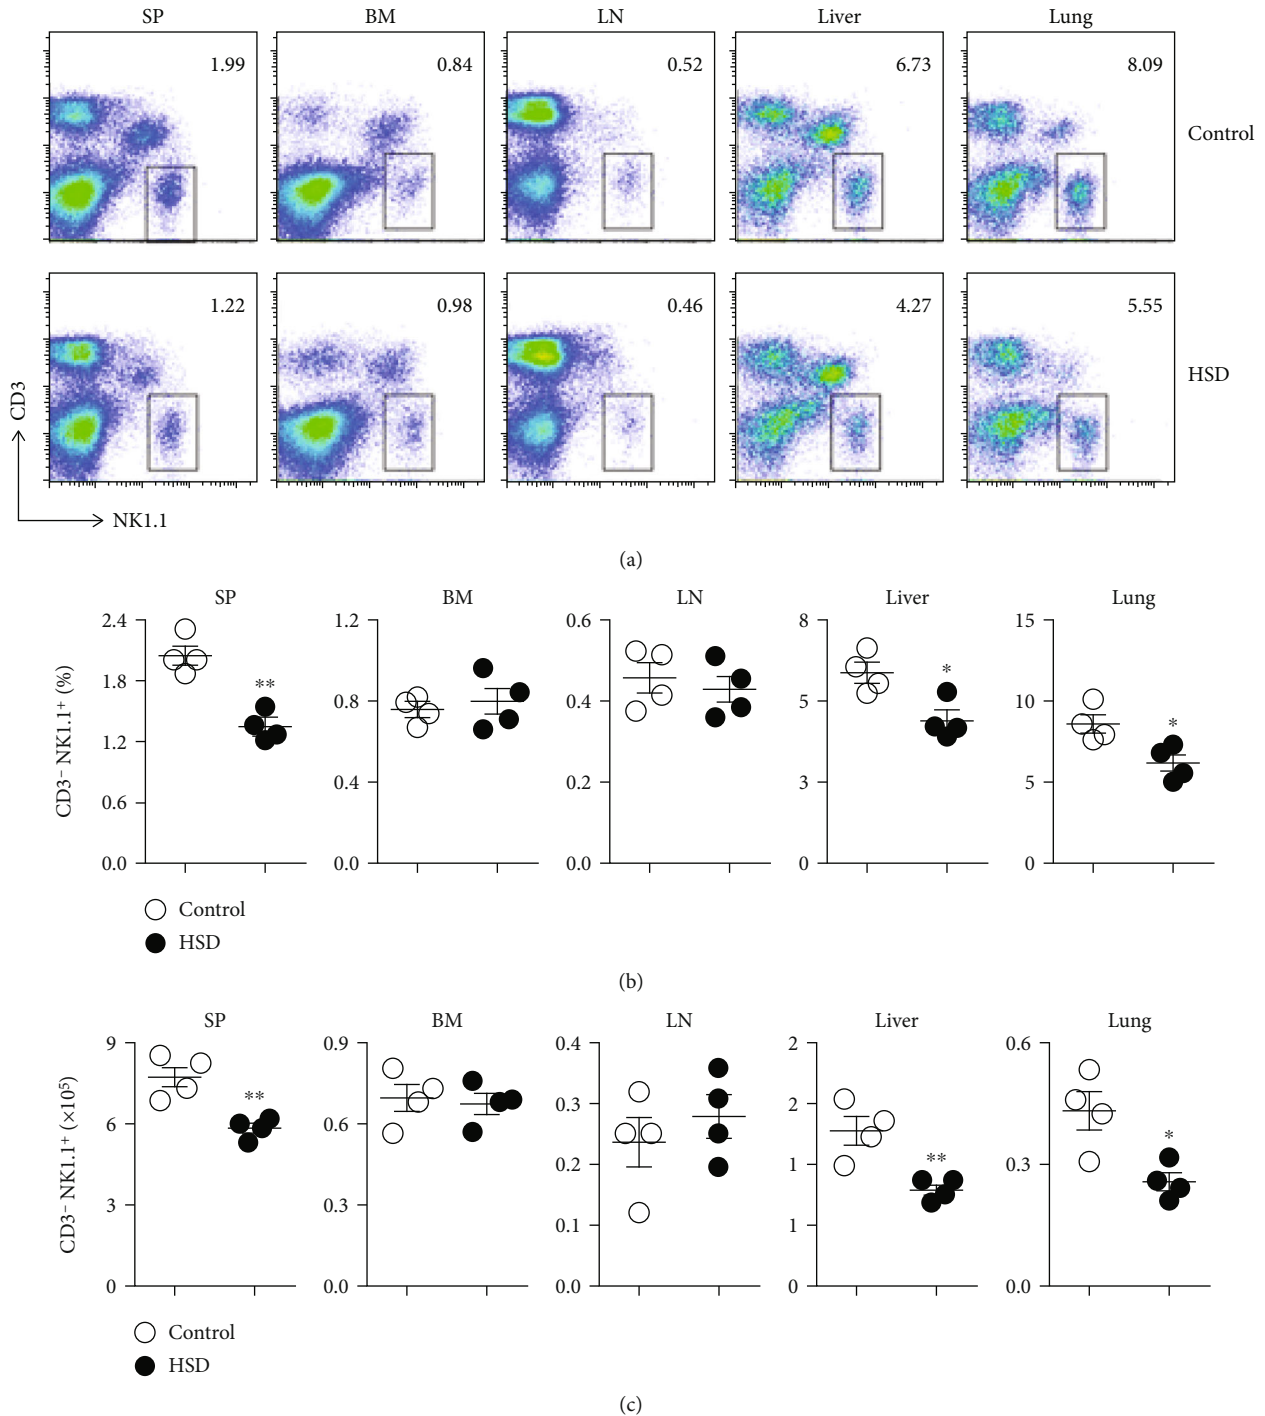 SP BM LN Liver Lung
1.99 0.84 0.52 6.73 8.09
Control
1.22 0.98 0.46 4.27 5.55
HSD
CD3
NK1.1
(a)
SP BM LN Liver Lung
CD3⁻ NK1.1⁺ (%)
2.4 1.2 0.6 8 15
1.8 0.8 0.4 5 10
1.2 0.4 0.2 3 5
0.6
0.0 0.0 0.0 0 0
** * *
Control
HSD
(b)
SP BM LN Liver Lung
CD3⁻ NK1.1⁺ (×10⁵)
9 0.9 0.4 2 0.6
6 0.6 0.3 2 0.3
3 0.3 0.2 1
0.1 1
0 0.0 0.0 0 0.0
** ** *
Control
HSD
(c)